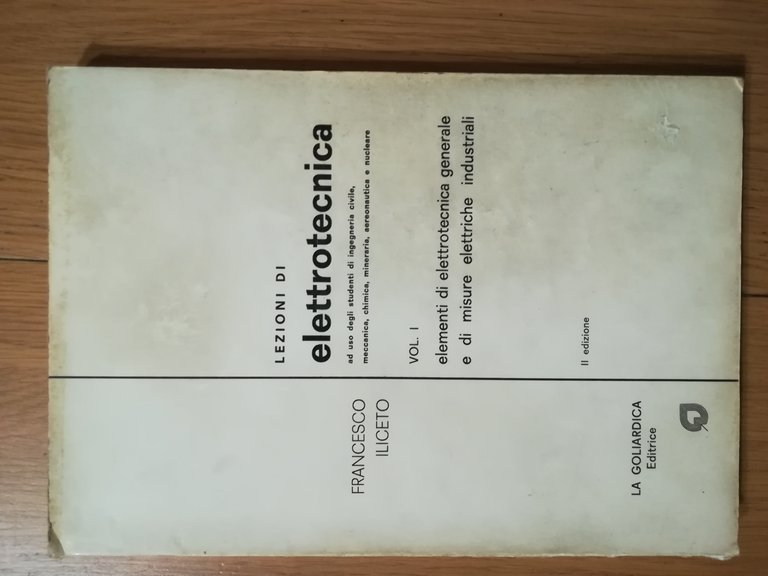 FRANCESCO
ILICETO
LEZIONI DI
elettrotecnica
ad uso degli studenti di ingegneria civile,
meccanica, chimica, mineraria, aereonautica e nucleare
VOL. I
elementi di elettrotecnica generale
e di misure elettriche industriali
II edizione
LA GOLIARDICA
Editrice